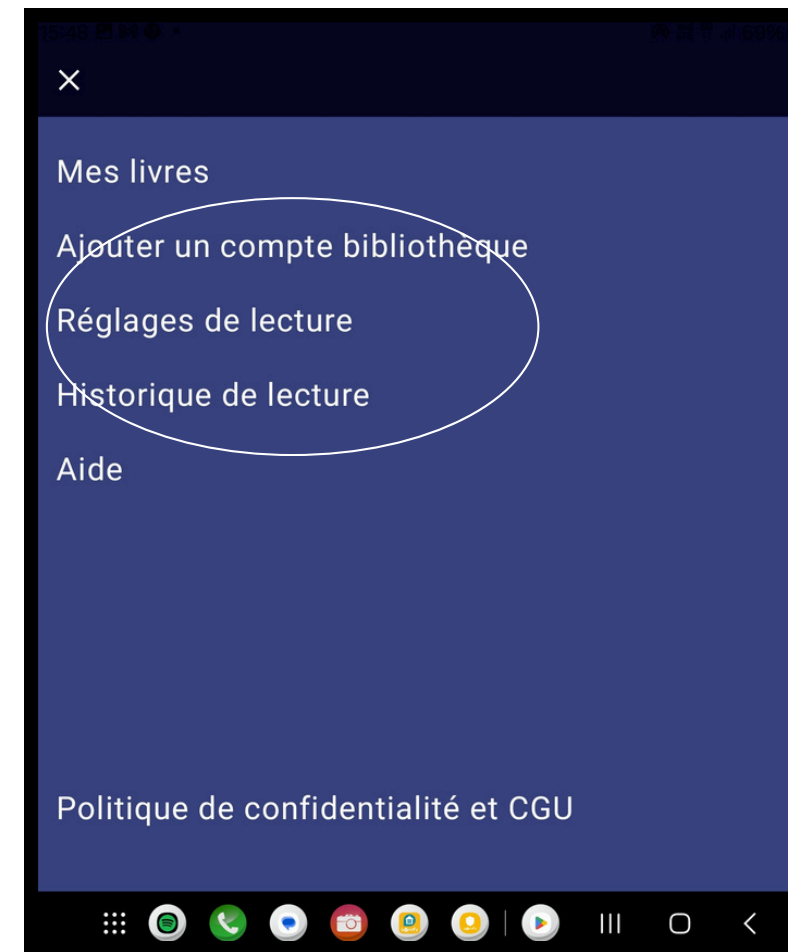 Mes livres
Ajouter un compte bibliothèque
Réglages de lecture
Historique de lecture
Aide
Politique de confidentialité et CGU